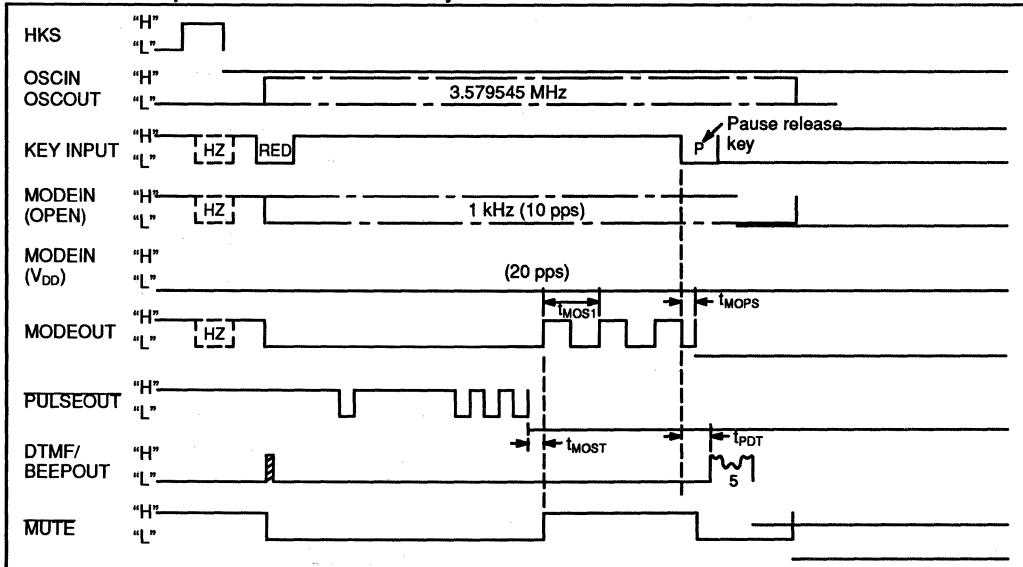 HKS "H" "L"
OSCIN OSCOUT "H" "L" 3.579545 MHz
KEY INPUT "H" "L" HZ RED P Pause release key
MODEIN (OPEN) "H" "L" HZ 1 kHz (10 pps)
MODEIN (VDD) "H" "L" (20 pps)
MODEOUT "H" "L" HZ tMOS1 tMOPS
PULSEOUT "H" "L" tMOST
DTMF/ BEEPOUT "H" "L" tPDT 5
MUTE "H" "L"